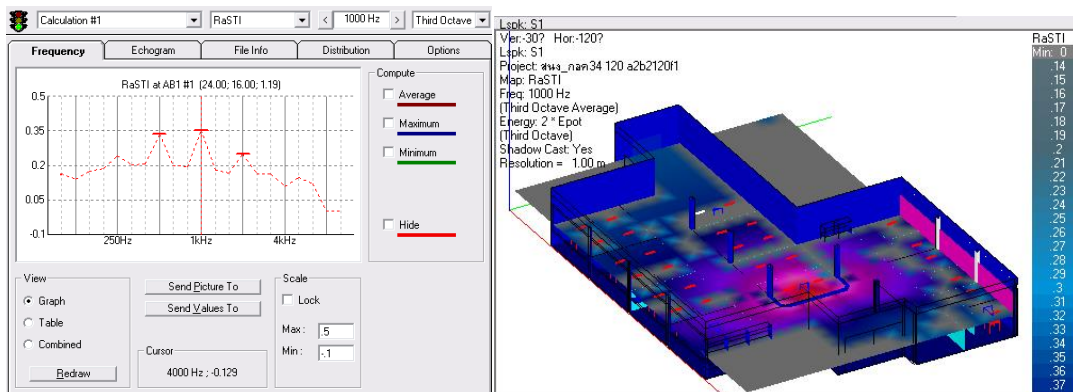 Calculation #1
RaSTI
< 1000 Hz >
Third Octave
Frequency
Echogram
File Info
Distribution
Options
RaSTI at AB1 #1 (24.00; 16.00; 1.19)
0.5
0.35
0.2
0.05
-0.1
250Hz
1kHz
4kHz
Compute
Average
Maximum
Minimum
Hide
View
Graph
Table
Combined
Redraw
Send Picture To
Send Values To
Cursor
4000 Hz ; -0.129
Scale
Lock
Max : .5
Min : -.1
Lspk: S1
Ver:-30? Hor:-120?
Lspk: S1
Project: 34 120 a2b2120f1
Map: RaSTI
Freq: 1000 Hz
(Third Octave Average)
Energy: 2 * Epot
(Third Octave)
Shadow Cast: Yes
Resolution = 1.00 m
RaSTI
Min: 0
.14
.15
.16
.17
.18
.19
.2
.21
.22
.23
.24
.25
.26
.27
.28
.29
.3
.31
.32
.33
.34
.35
.36
.37